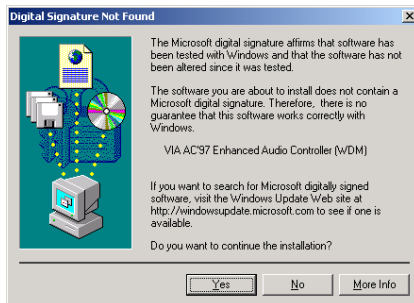 Digital Signature Not Found
The Microsoft digital signature affirms that software has
been tested with Windows and that the software has not
been altered since it was tested.
The software you are about to install does not contain a
Microsoft digital signature. Therefore, there is no
guarantee that this software works correctly with
Windows.
VIA AC'97 Enhanced Audio Controller (WDM)
If you want to search for Microsoft digitally signed
software, visit the Windows Update Web site at
http://windowsupdate.microsoft.com to see if one is
available.
Do you want to continue the installation?
Yes No More Info